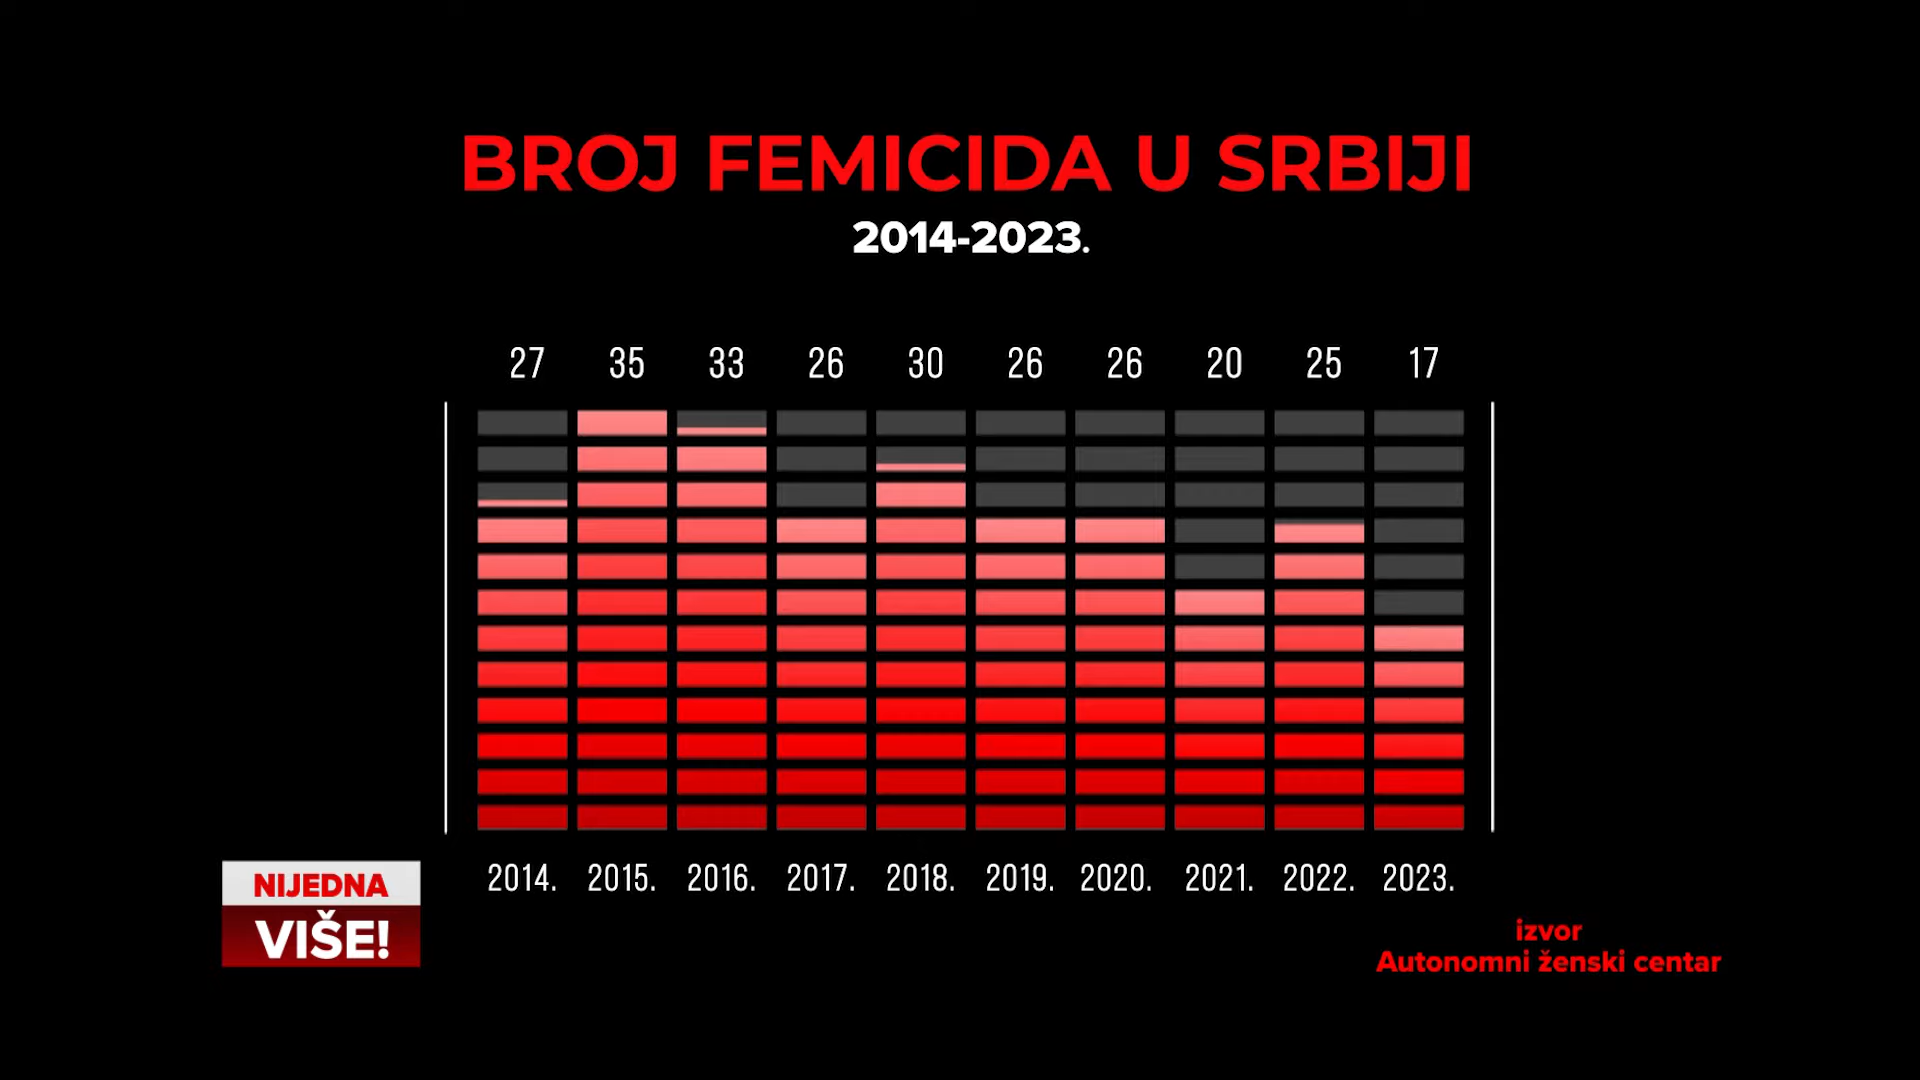 BROJ FEMICIDA U SRBIJI
2014-2023.
27 35 33 26 30 26 26 20 25 17
2014. 2015. 2016. 2017. 2018. 2019. 2020. 2021. 2022. 2023.
NIJEDNA
VIŠE!
izvor
Autonomni ženski centar